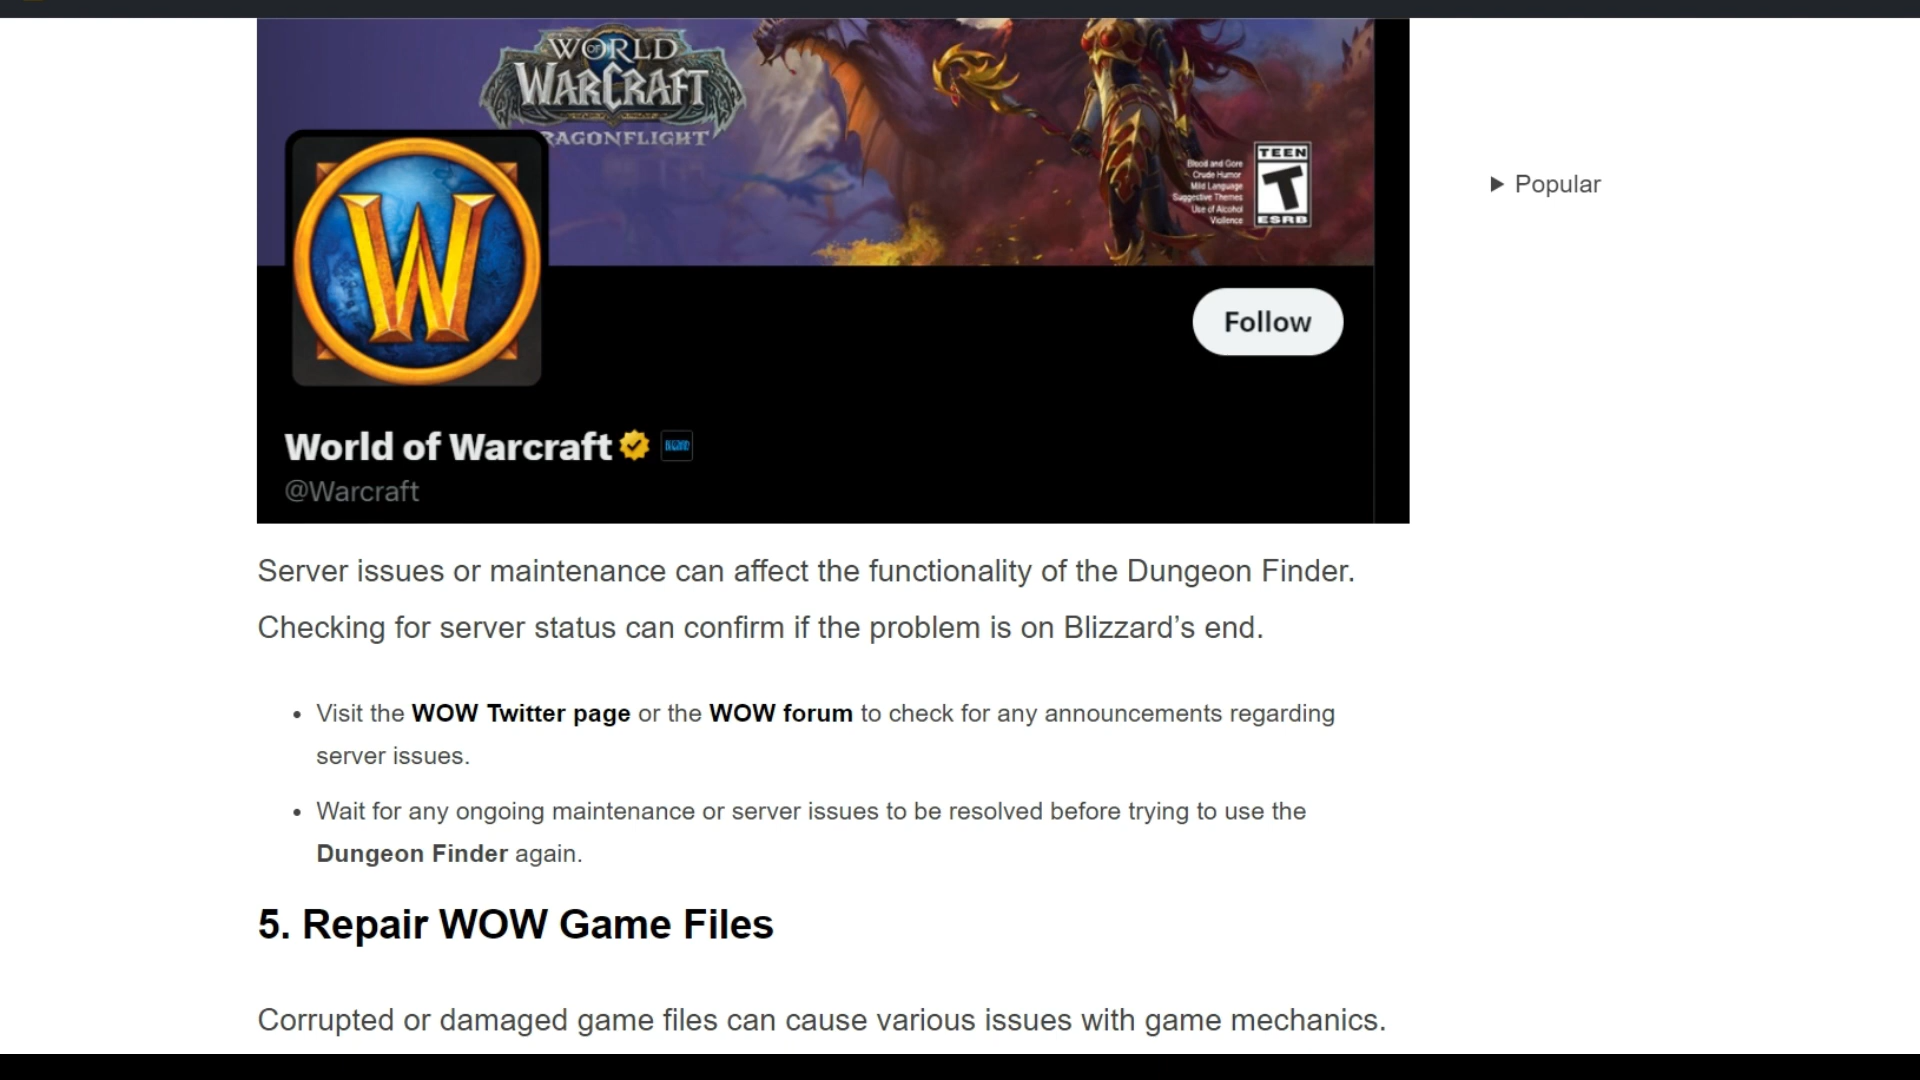 WORLD
OF
WARCRAFT
RAGONFLIGHT
W
Blood and Gore
Crude Humor
Mild Language
Suggestive Themes
Use of Alcohol
Violence
TEEN
T
ESRB
Popular
Follow
World of Warcraft
BLIZZARD
@Warcraft
Server issues or maintenance can affect the functionality of the Dungeon Finder.
Checking for server status can confirm if the problem is on Blizzard’s end.
• Visit the WOW Twitter page or the WOW forum to check for any announcements regarding
server issues.
• Wait for any ongoing maintenance or server issues to be resolved before trying to use the
Dungeon Finder again.
5. Repair WOW Game Files
Corrupted or damaged game files can cause various issues with game mechanics.